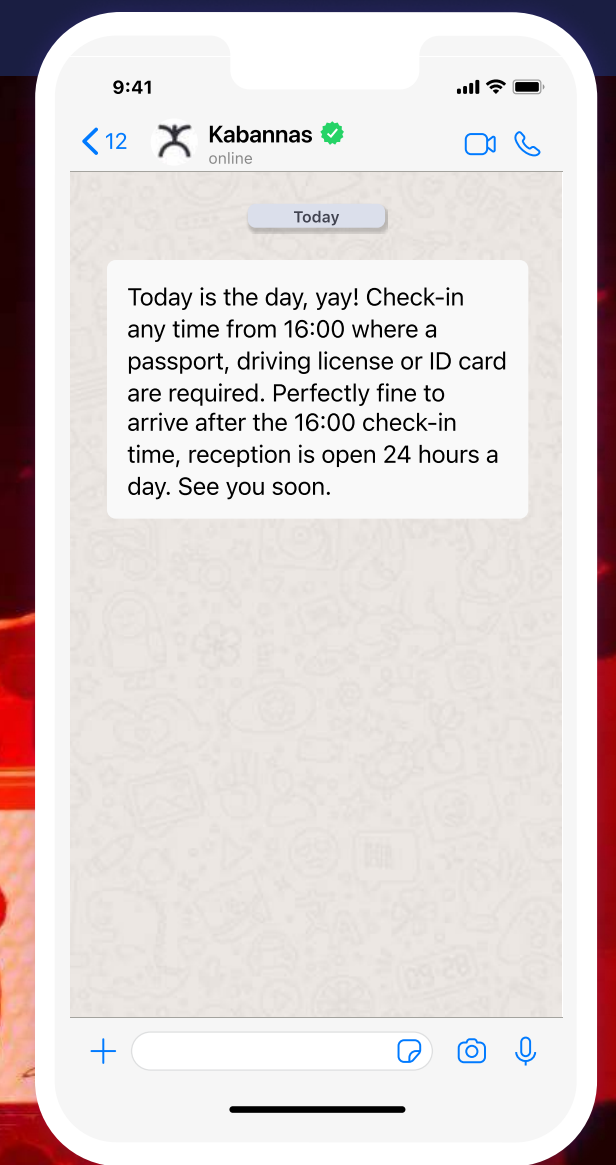 9:41
12
Kabannas
online
Today
Today is the day, yay! Check-in
any time from 16:00 where a
passport, driving license or ID card
are required. Perfectly fine to
arrive after the 16:00 check-in
time, reception is open 24 hours a
day. See you soon.